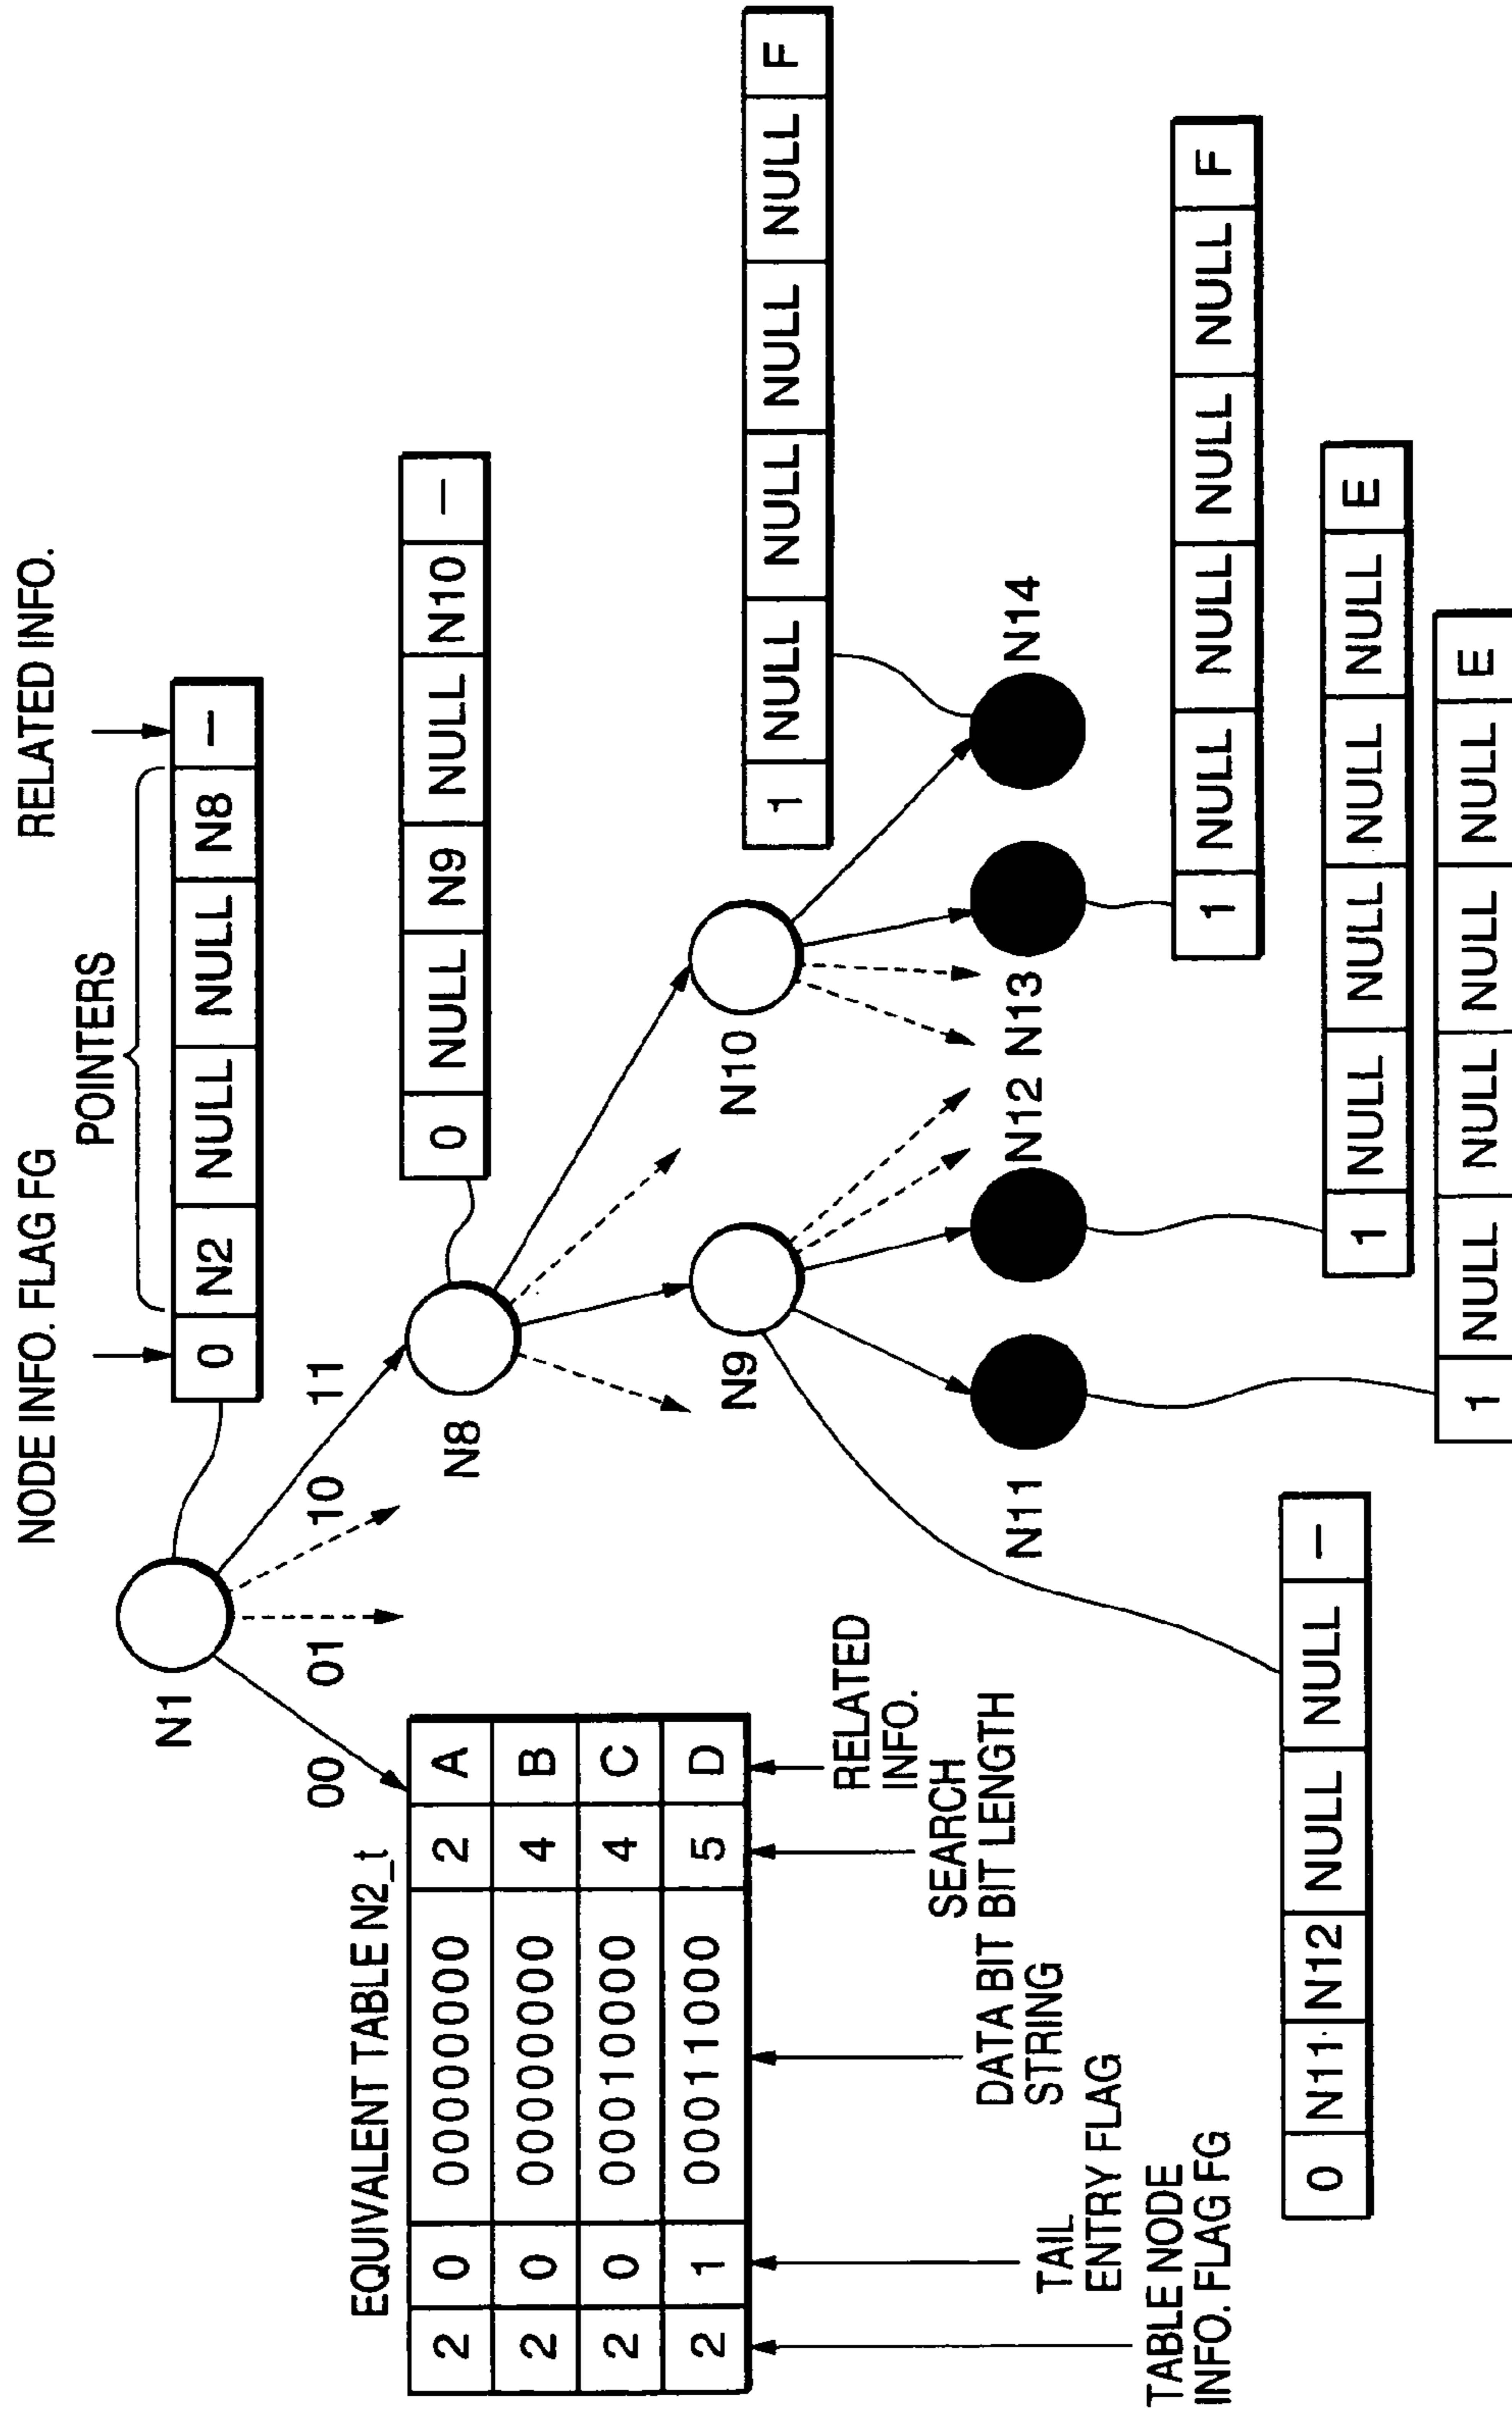 NODE INFO. FLAG FG
RELATED INFO.
POINTERS
0 N2 NULL NULL N8 —
N1
00 01 10 11
0 NULL N9 NULL N10 —
N8
EQUIVALENT TABLE N2_t
2 0 00000000 2 A
2 0 00000000 4 B
2 0 00010000 4 C
2 1 00011000 5 D
TABLE NODE
INFO. FLAG FG
TAIL
ENTRY FLAG
DATA BIT
STRING
SEARCH
BIT LENGTH
RELATED
INFO.
N9
N10
1 NULL NULL NULL NULL F
N11
N12
N13
N14
1 NULL NULL NULL NULL F
0 N11 N12 NULL NULL —
1 NULL NULL NULL NULL E
1 NULL NULL NULL NULL E